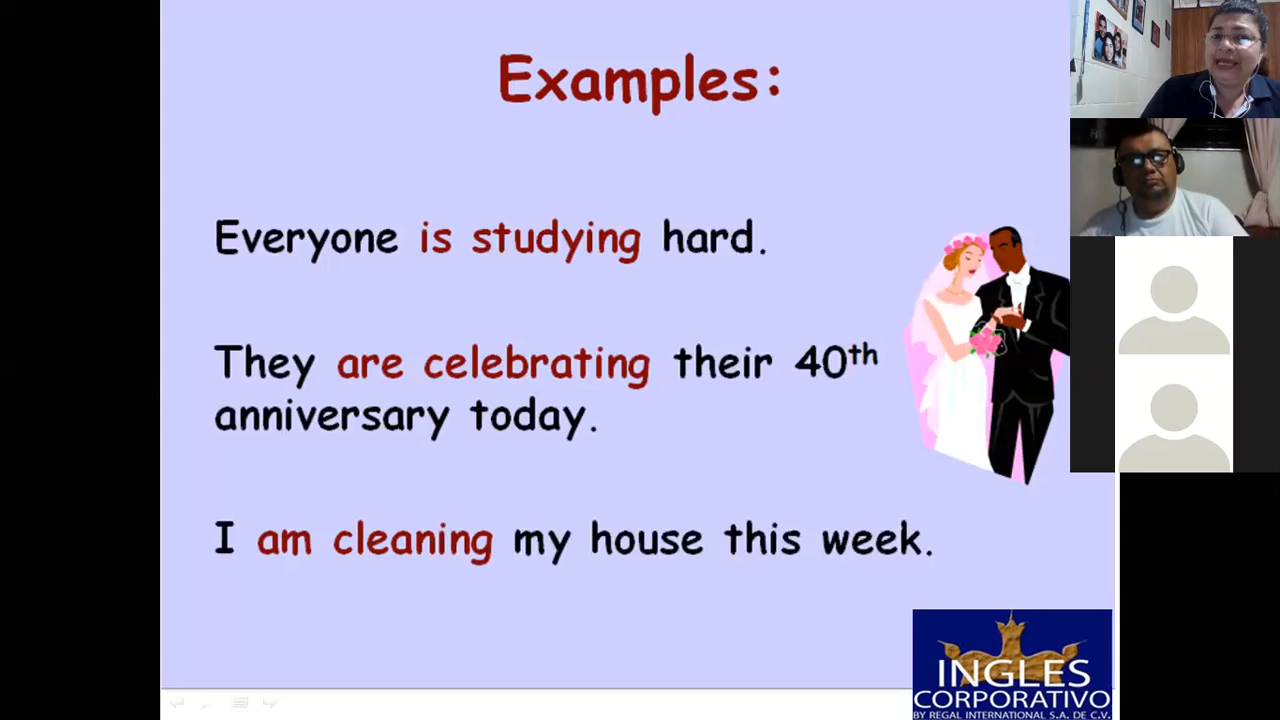 Examples:
Everyone is studying hard.
They are celebrating their 40th
anniversary today.
I am cleaning my house this week.
INGLES
CORPORATIVO
BY REGAL INTERNATIONAL S.A. DE C.V.